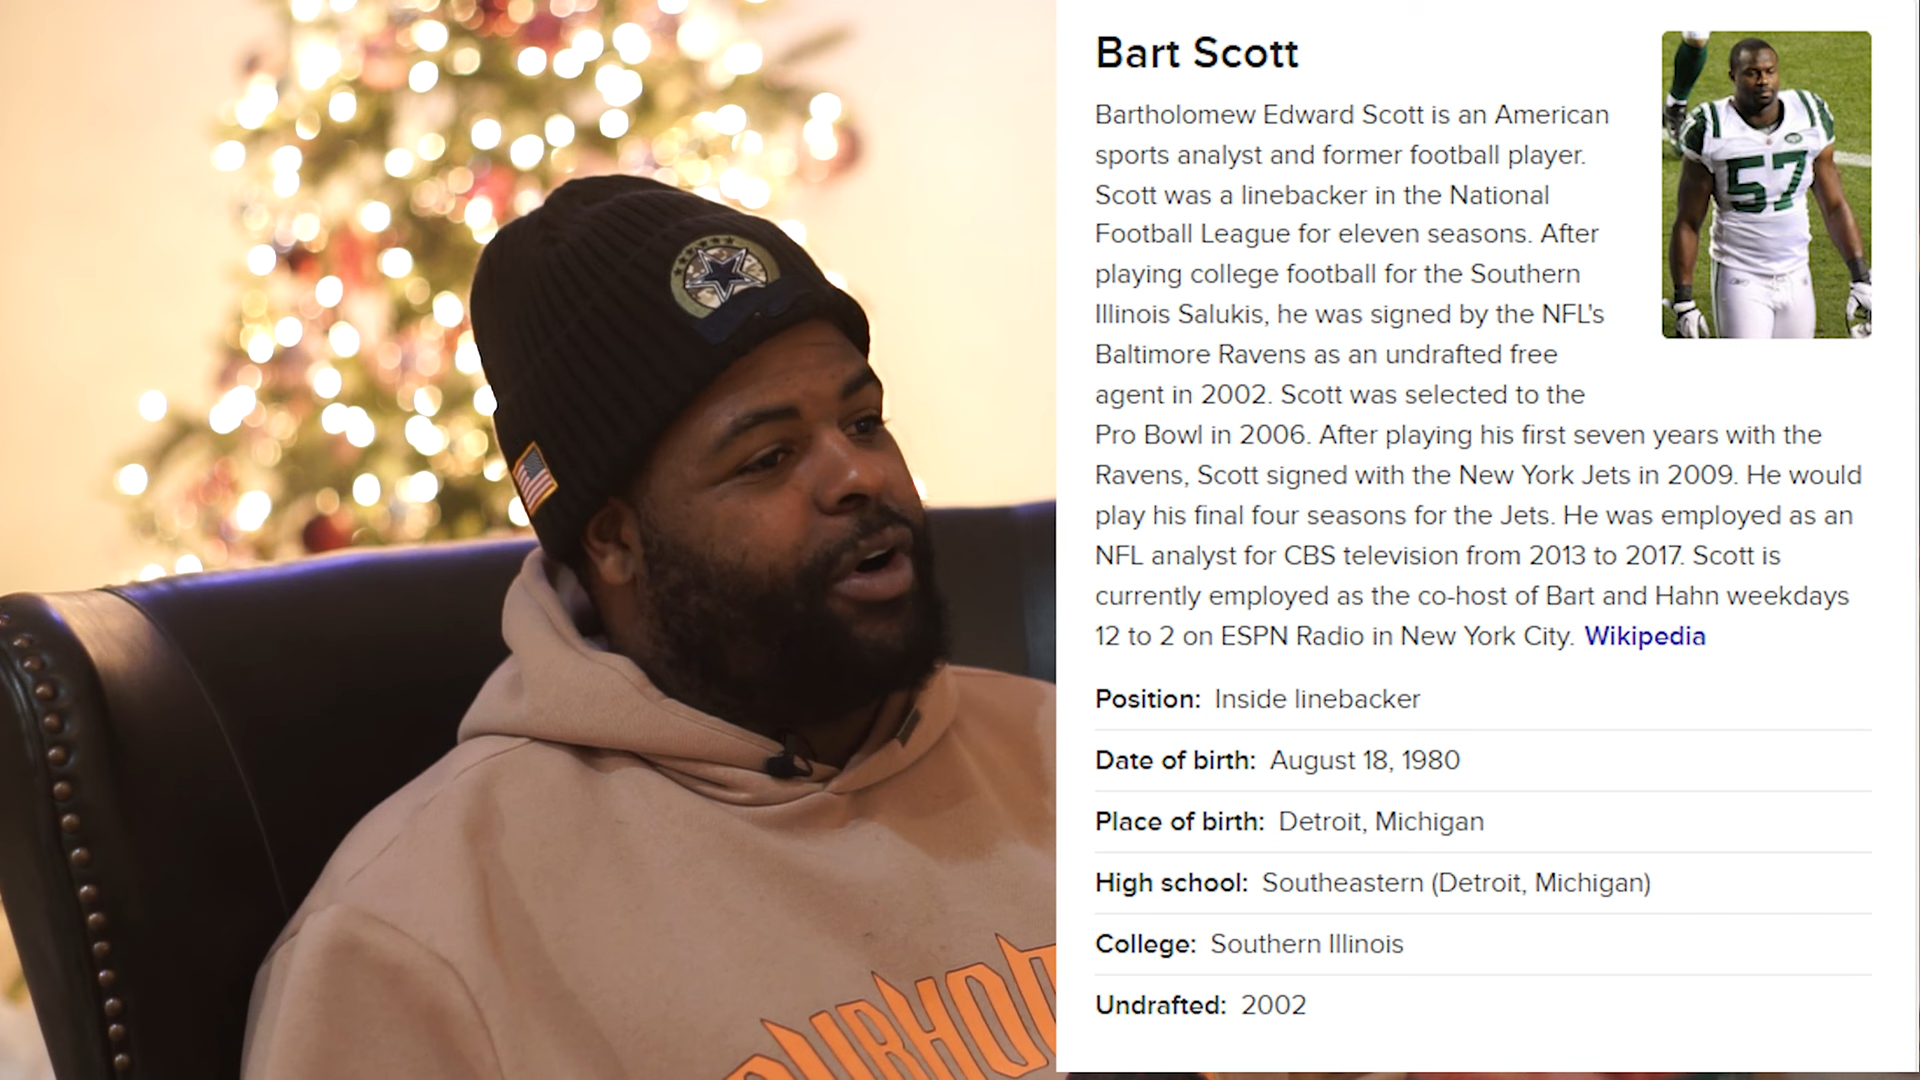 Bart Scott
Bartholomew Edward Scott is an American
sports analyst and former football player.
Scott was a linebacker in the National
Football League for eleven seasons. After
playing college football for the Southern
Illinois Salukis, he was signed by the NFL's
Baltimore Ravens as an undrafted free
agent in 2002. Scott was selected to the
Pro Bowl in 2006. After playing his first seven years with the
Ravens, Scott signed with the New York Jets in 2009. He would
play his final four seasons for the Jets. He was employed as an
NFL analyst for CBS television from 2013 to 2017. Scott is
currently employed as the co-host of Bart and Hahn weekdays
12 to 2 on ESPN Radio in New York City. Wikipedia
Position: Inside linebacker
Date of birth: August 18, 1980
Place of birth: Detroit, Michigan
High school: Southeastern (Detroit, Michigan)
College: Southern Illinois
Undrafted: 2002
57